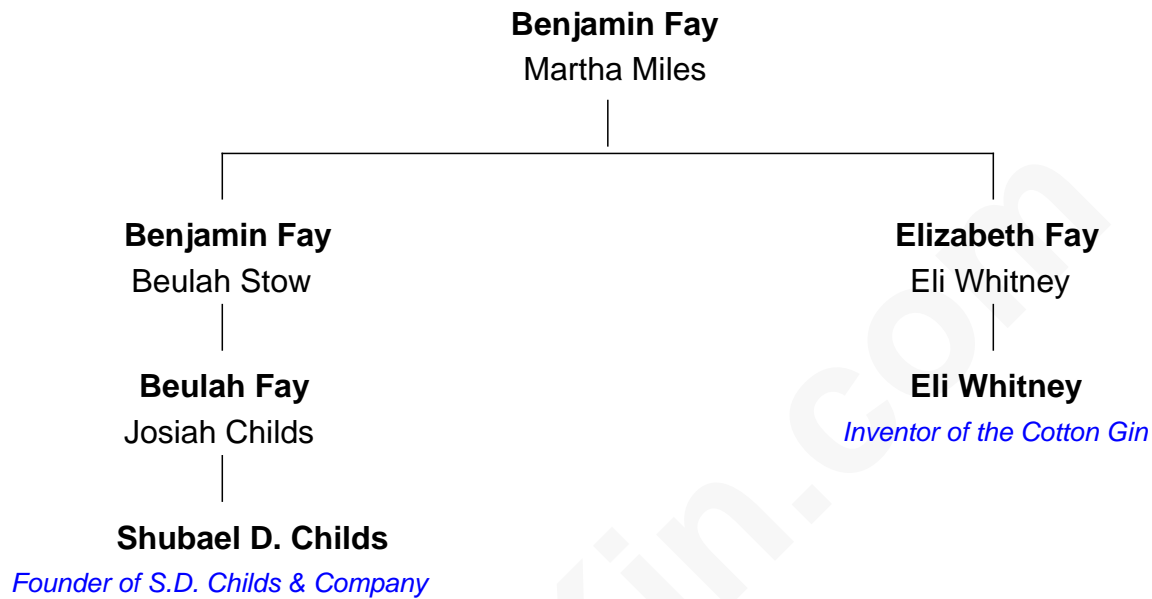 Benjamin Fay
Martha Miles
Benjamin Fay
Beulah Stow
Elizabeth Fay
Eli Whitney
Beulah Fay
Josiah Childs
Eli Whitney
Inventor of the Cotton Gin
Shubael D. Childs
Founder of S.D. Childs & Company